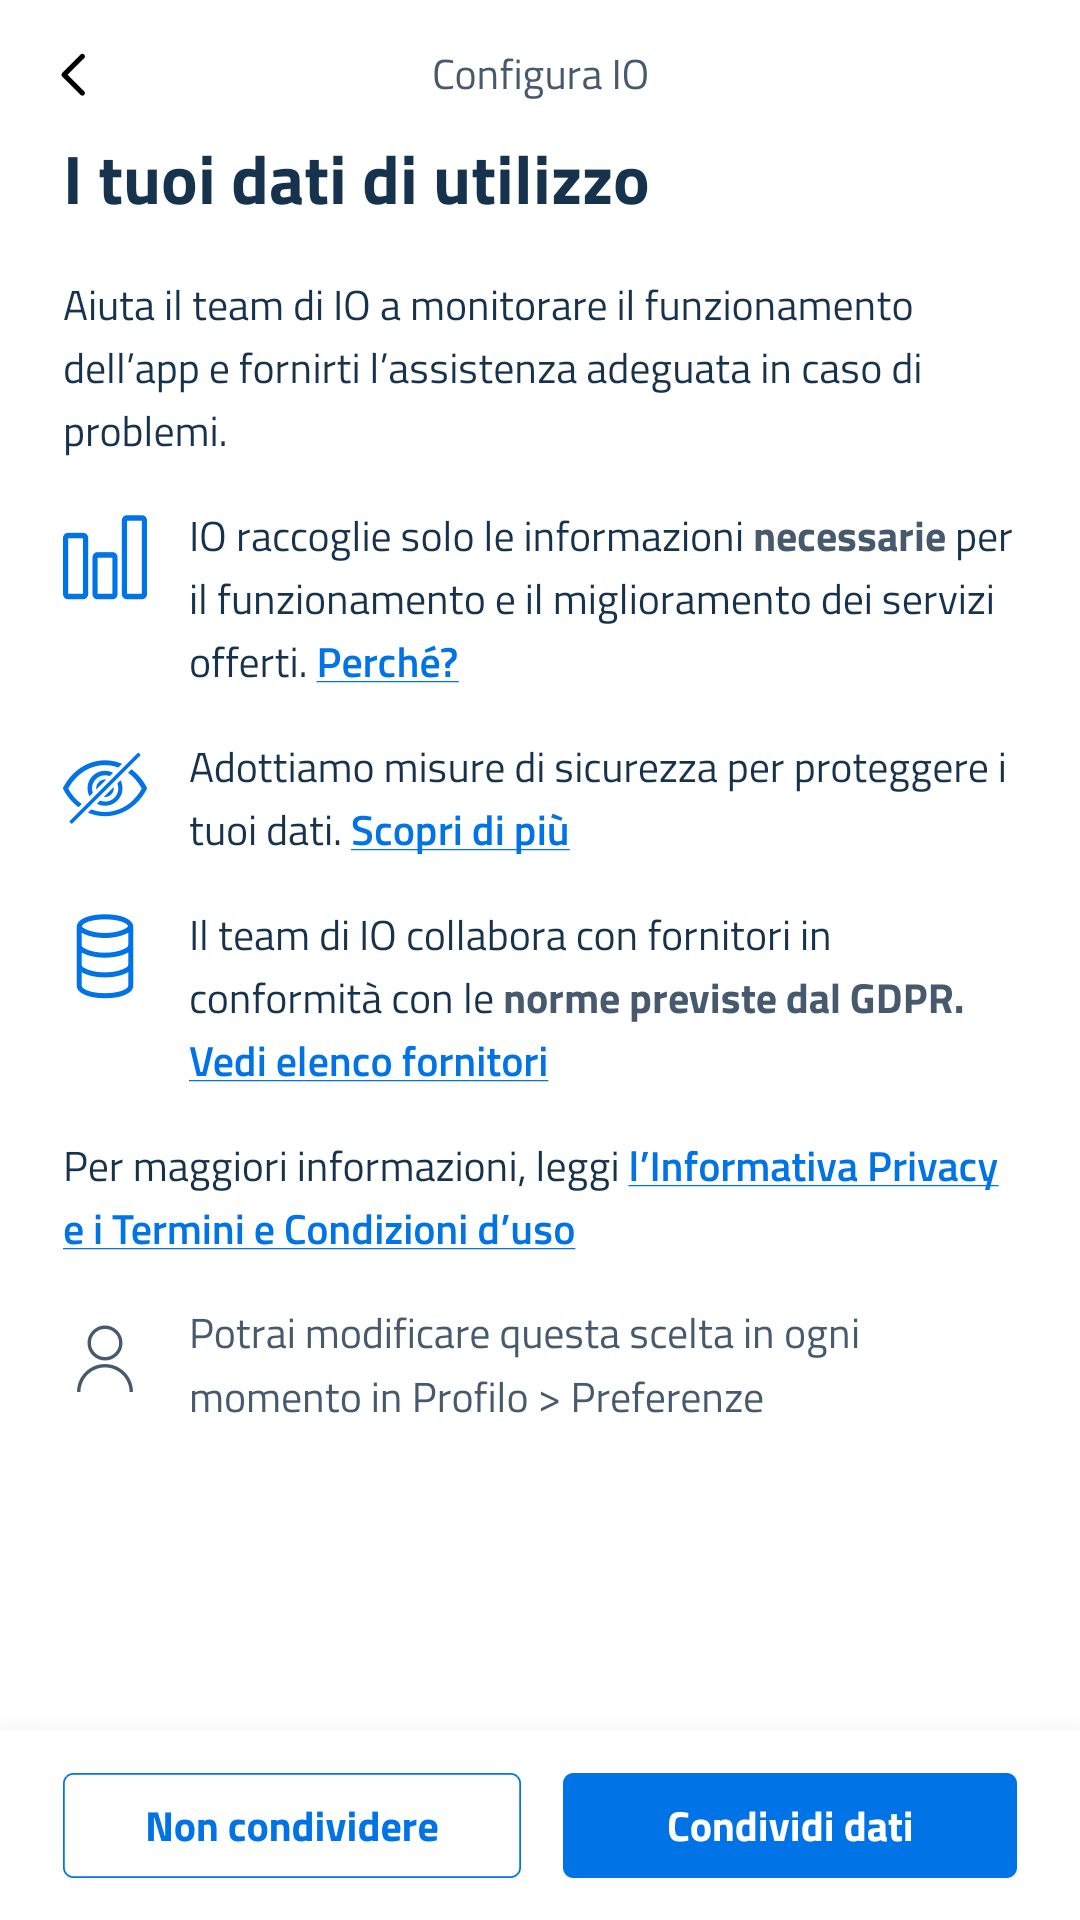 Configura IO
I tuoi dati di utilizzo
Aiuta il team di IO a monitorare il funzionamento
dell’app e fornirti l’assistenza adeguata in caso di
problemi.
IO raccoglie solo le informazioni necessarie per
il funzionamento e il miglioramento dei servizi
offerti. Perché?
Adottiamo misure di sicurezza per proteggere i
tuoi dati. Scopri di più
Il team di IO collabora con fornitori in
conformità con le norme previste dal GDPR.
Vedi elenco fornitori
Per maggiori informazioni, leggi l’Informativa Privacy
e i Termini e Condizioni d’uso
Potrai modificare questa scelta in ogni
momento in Profilo > Preferenze
Non condividere
Condividi dati